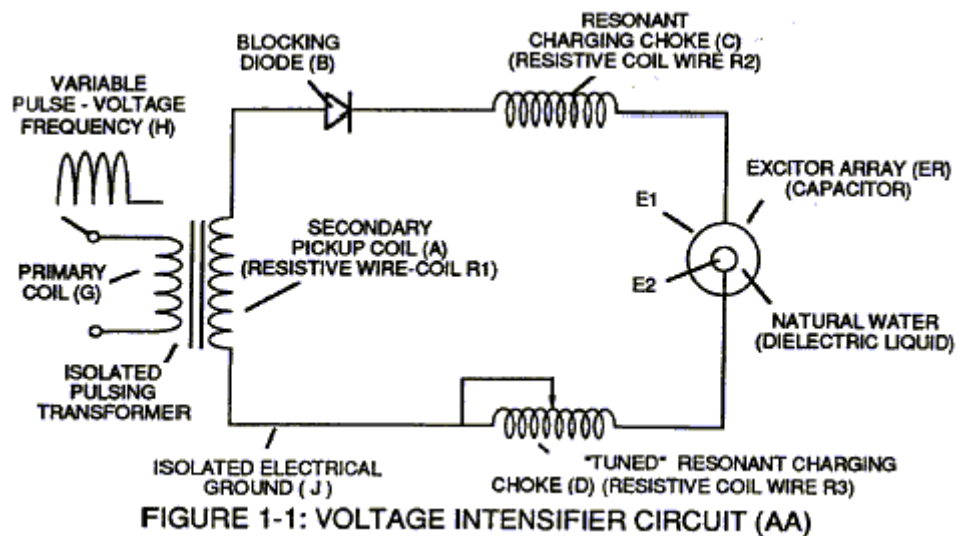 RESONANT
CHARGING CHOKE (C)
(RESISTIVE COIL WIRE R2)
BLOCKING
DIODE (B)
VARIABLE
PULSE - VOLTAGE
FREQUENCY (H)
EXCITOR ARRAY (ER)
(CAPACITOR)
E1
SECONDARY
PICKUP COIL (A)
(RESISTIVE WIRE-COIL R1)
PRIMARY
COIL (G)
E2
NATURAL WATER
(DIELECTRIC LIQUID)
ISOLATED
PULSING
TRANSFORMER
ISOLATED ELECTRICAL
GROUND ( J )
"TUNED" RESONANT CHARGING
CHOKE (D) (RESISTIVE COIL WIRE R3)
FIGURE 1-1: VOLTAGE INTENSIFIER CIRCUIT (AA)